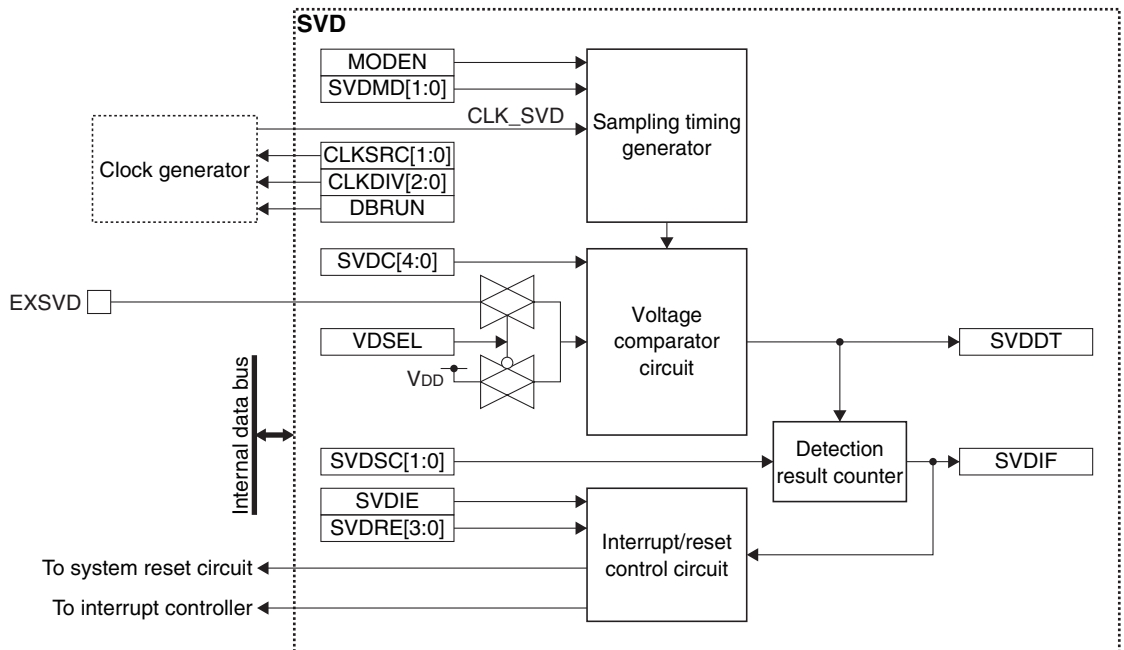 SVD
MODEN
SVDMD[1:0]
CLK_SVD
Sampling timing
generator
Clock generator
CLKSRC[1:0]
CLKDIV[2:0]
DBRUN
SVDC[4:0]
EXSVD
VDSEL
VDD
Voltage
comparator
circuit
SVDDT
Internal data bus
SVDSC[1:0]
Detection
result counter
SVDIF
SVDIE
SVDRE[3:0]
Interrupt/reset
control circuit
To system reset circuit
To interrupt controller